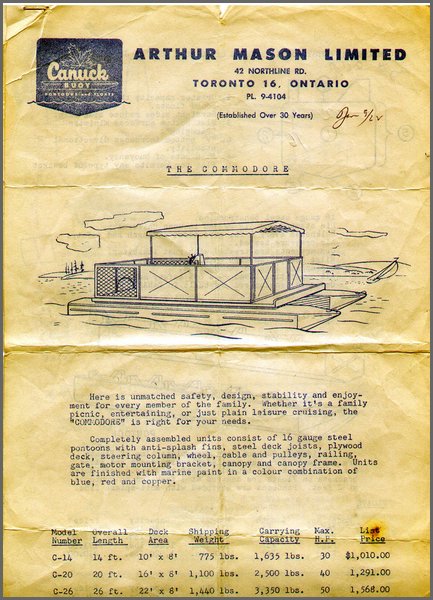 Canuck
BUOY
PONTOONS and FLOATS
ARTHUR MASON LIMITED
42 NORTHLINE RD.
TORONTO 16, ONTARIO
PL. 9-4104
(Established Over 30 Years)
THE COMMODORE
Here is unmatched safety, design, stability and enjoy-
ment for every member of the family. Whether it's a family
picnic, entertaining, or just plain leisure cruising, the
"COMMODORE" is right for your needs.
Completely assembled units consist of 16 gauge steel
pontoons with anti-splash fins, steel deck joists, plywood
deck, steering column, wheel, cable and pulleys, railing,
gate, motor mounting bracket, canopy and canopy frame. Units
are finished with marine paint in a colour combination of
blue, red and copper.
Model Overall Deck Shipping Carrying Max. List
Number Length Area Weight Capacity H.P. Price
C-14 14 ft. 10' x 8' 775 lbs. 1,635 lbs. 30 $1,010.00
C-20 20 ft. 16' x 8' 1,100 lbs. 2,500 lbs. 40 1,291.00
C-26 26 ft. 22' x 8' 1,440 lbs. 3,350 lbs. 50 1,568.00